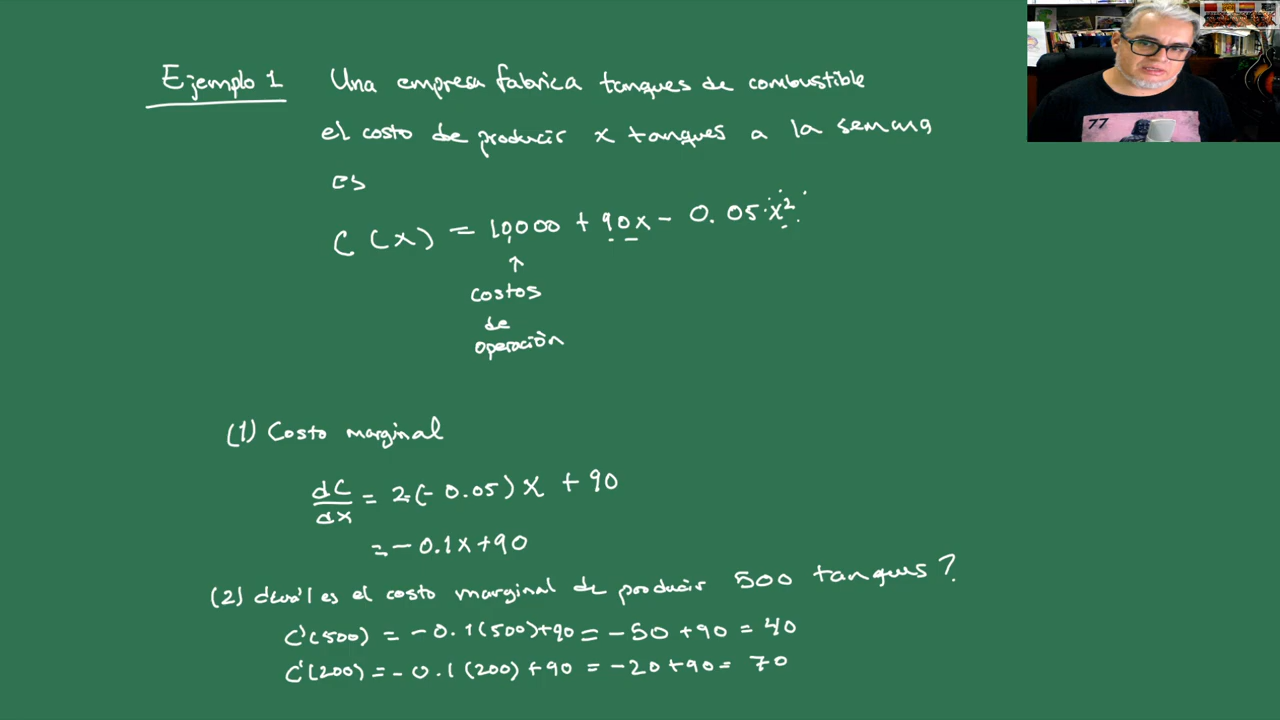 Ejemplo 1 Una empresa fabrica tanques de combustible
el costo de producir x tanques a la semana
es
C(x) = 10000 + 90x - 0.05·x²
↑
costos
de
operación
(1) Costo marginal
dC/dx = 2(-0.05)x + 90
= -0.1x+90
(2) ¿Cuál es el costo marginal de producir 500 tanques?
C'(500) = -0.1(500)+90 = -50+90 = 40
C'(200) = -0.1(200)+90 = -20+90 = 70
77